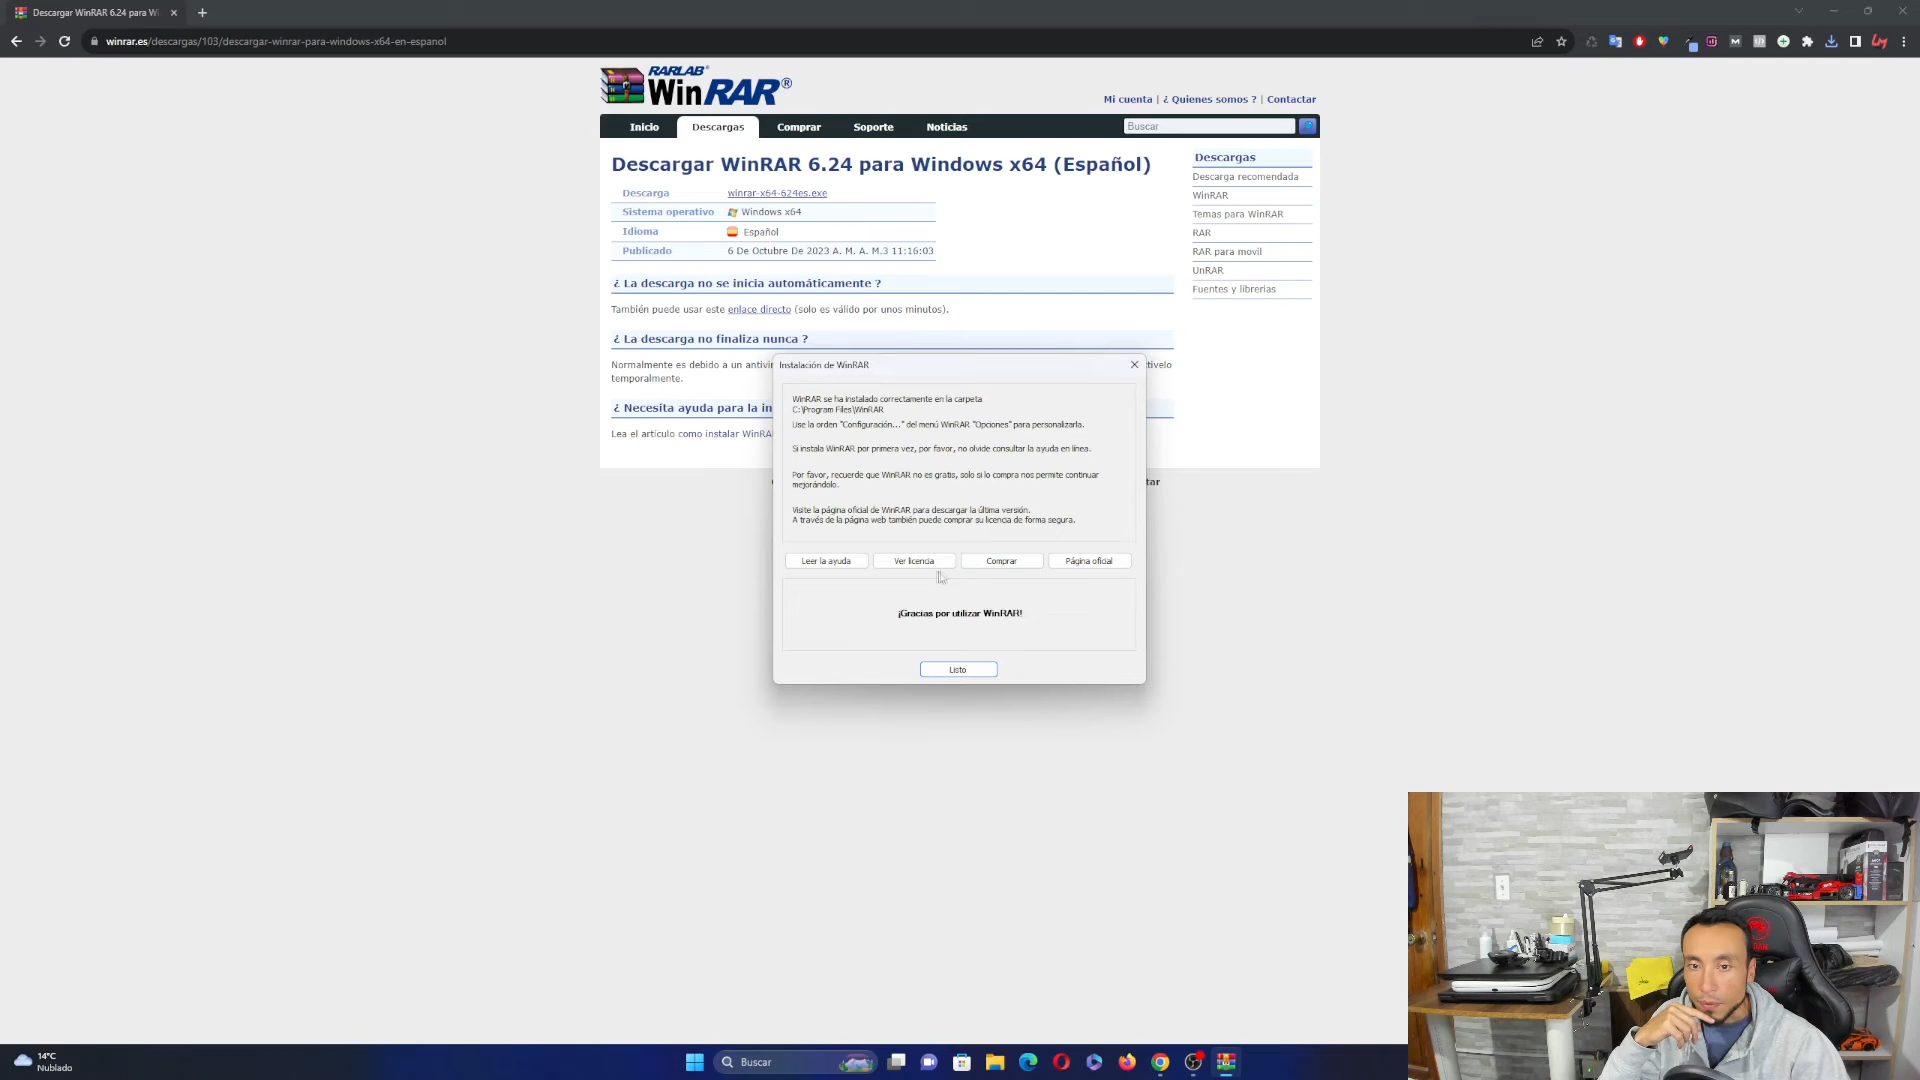 Descargar WinRAR 6.24 para Wi
winrar.es/descargas/103/descargar-winrar-para-windows-x64-en-espanol
RARLAB®
WinRAR®
Mi cuenta | ¿ Quienes somos ? | Contactar
Inicio Descargas Comprar Soporte Noticias Buscar
Descargar WinRAR 6.24 para Windows x64 (Español)
Descarga winrar-x64-624es.exe
Sistema operativo Windows x64
Idioma Español
Publicado 6 De Octubre De 2023 A. M. A. M.3 11:16:03
¿ La descarga no se inicia automáticamente ?
También puede usar este enlace directo (solo es válido por unos minutos).
¿ La descarga no finaliza nunca ?
Normalmente es debido a un antivir
tívelo
temporalmente.
¿ Necesita ayuda para la in
Lea el artículo como instalar WinRA
tar
Descargas
Descarga recomendada
WinRAR
Temas para WinRAR
RAR
RAR para movil
UnRAR
Fuentes y librerias
Instalación de WinRAR
WinRAR se ha instalado correctamente en la carpeta
C:\Program Files\WinRAR
Use la orden "Configuración..." del menú WinRAR "Opciones" para personalizarla.
Si instala WinRAR por primera vez, por favor, no olvide consultar la ayuda en línea.
Por favor, recuerde que WinRAR no es gratis, solo si lo compra nos permite continuar
mejorándolo.
Visite la página oficial de WinRAR para descargar la última versión.
A través de la página web también puede comprar su licencia de forma segura.
Leer la ayuda Ver licencia Comprar Página oficial
¡Gracias por utilizar WinRAR!
Listo
14°C
Nublado
Buscar